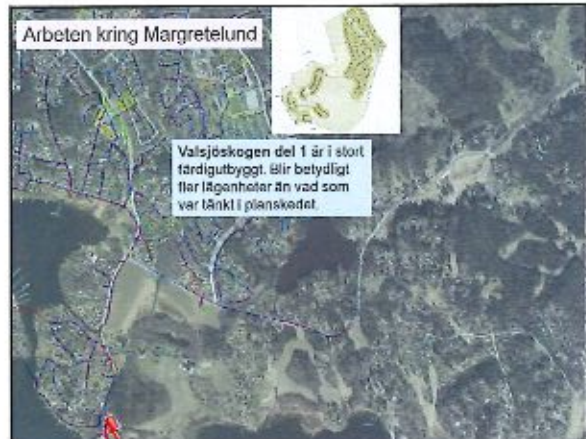 Arbeten kring Margretelund
Valsjöskogen del 1 är i stort
färdigutbyggt. Blir betydligt
fler lägenheter än vad som
var tänkt i planskedet.